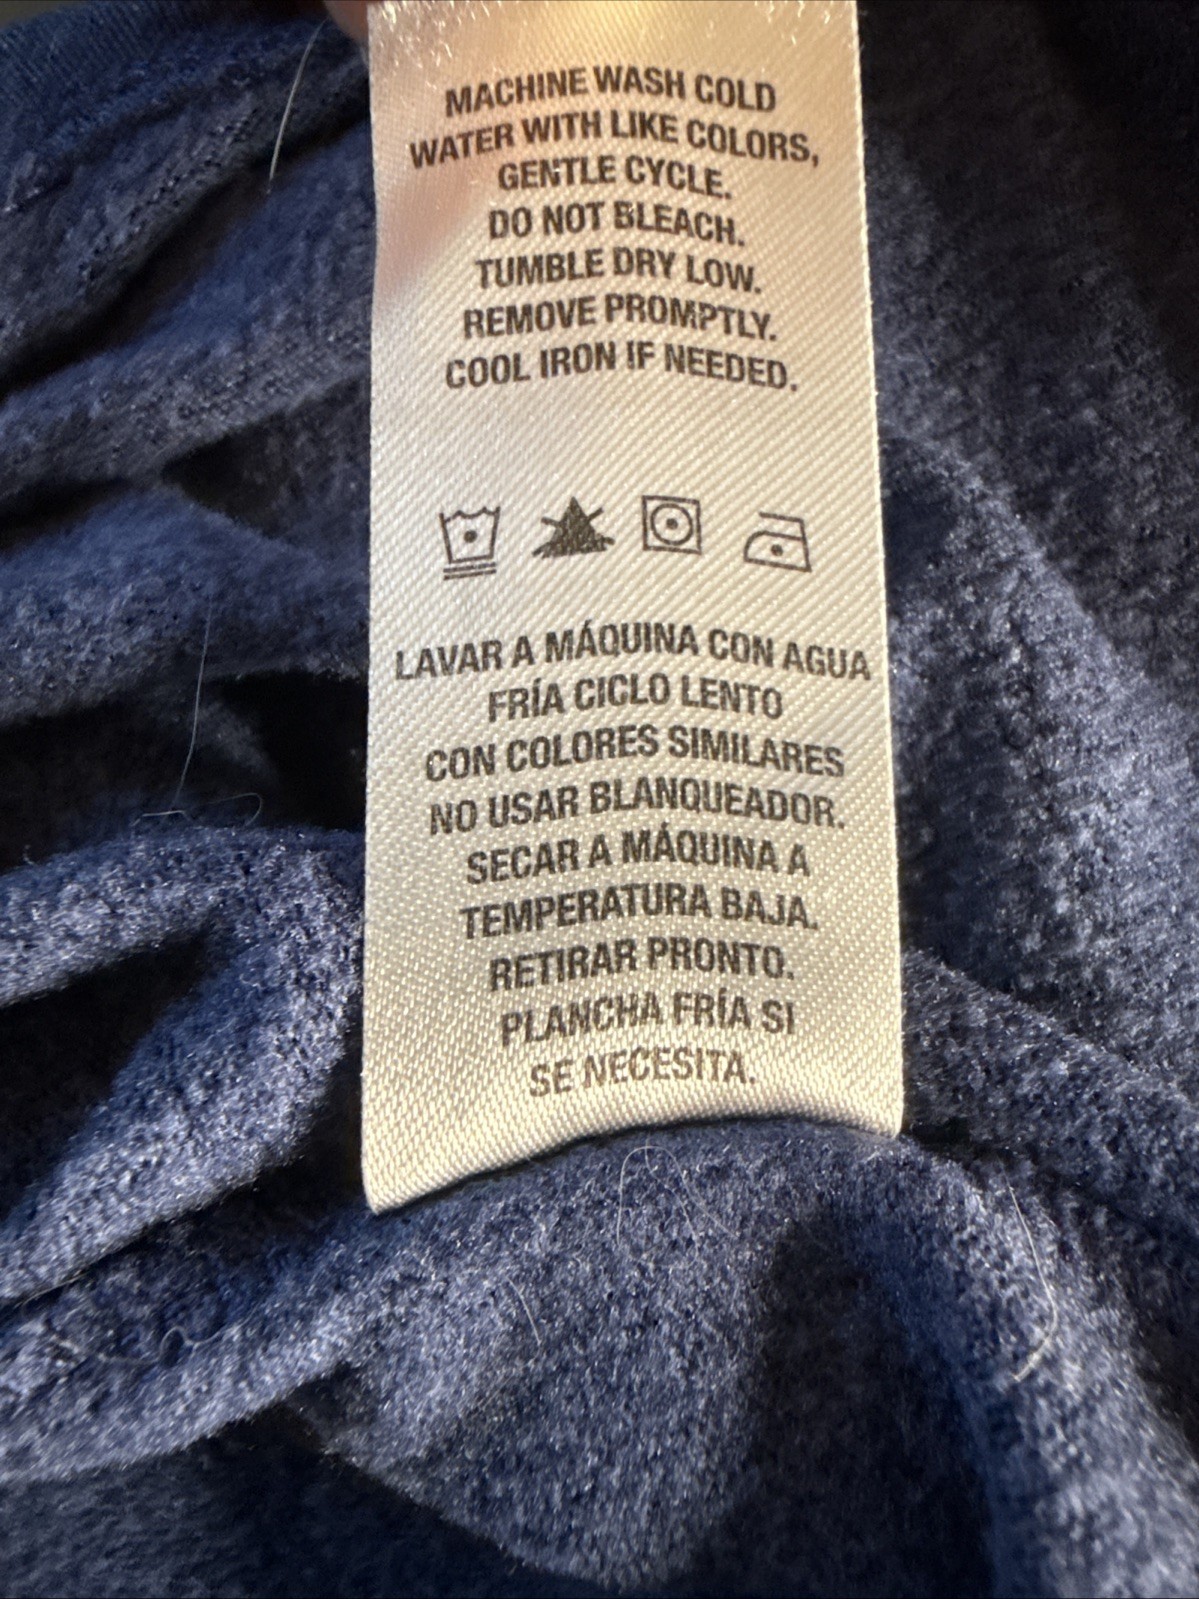 MACHINE WASH COLD
WATER WITH LIKE COLORS,
GENTLE CYCLE.
DO NOT BLEACH.
TUMBLE DRY LOW.
REMOVE PROMPTLY.
COOL IRON IF NEEDED.
LAVAR A MÁQUINA CON AGUA
FRÍA CICLO LENTO
CON COLORES SIMILARES
NO USAR BLANQUEADOR.
SECAR A MÁQUINA A
TEMPERATURA BAJA.
RETIRAR PRONTO.
PLANCHA FRÍA SI
SE NECESITA.